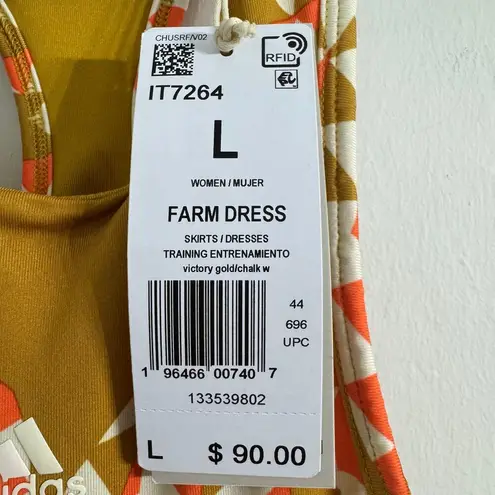 CHUSRF/V02
RFID
IT7264
L
WOMEN / MUJER
FARM DRESS
SKIRTS / DRESSES
TRAINING ENTRENAMIENTO
victory gold/chalk w
44
696
UPC
1 96466 00740 7
133539802
L $ 90.00
adidas